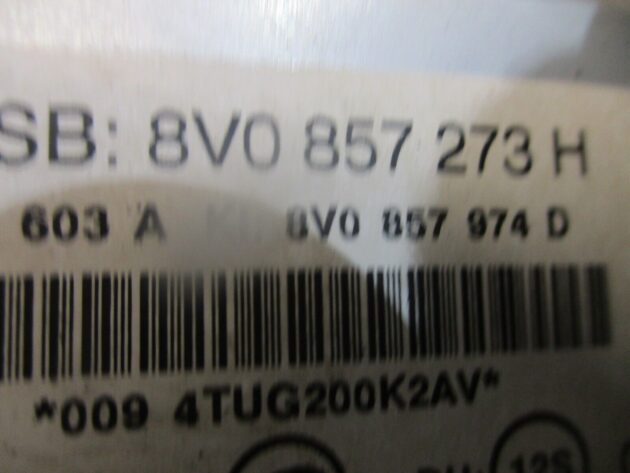 SB: 8V0 857 273 H
603 A 8V0 857 974 D
*009 4TUG200K2AV*